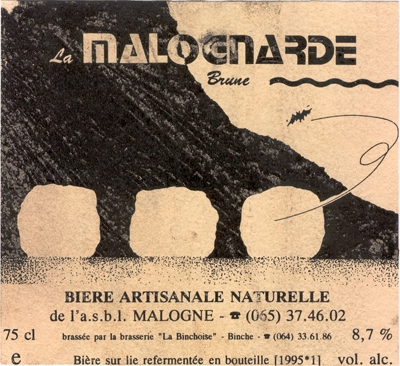 La MALOGNARDE
Brune
BIERE ARTISANALE NATURELLE
de l'a.s.b.l. MALOGNE - ☎ (065) 37.46.02
75 cl brassée par la brasserie "La Binchoise" - Binche - ☎ (064) 33.61.86 8,7 %
e Bière sur lie refermentée en bouteille [1995*1] vol. alc.